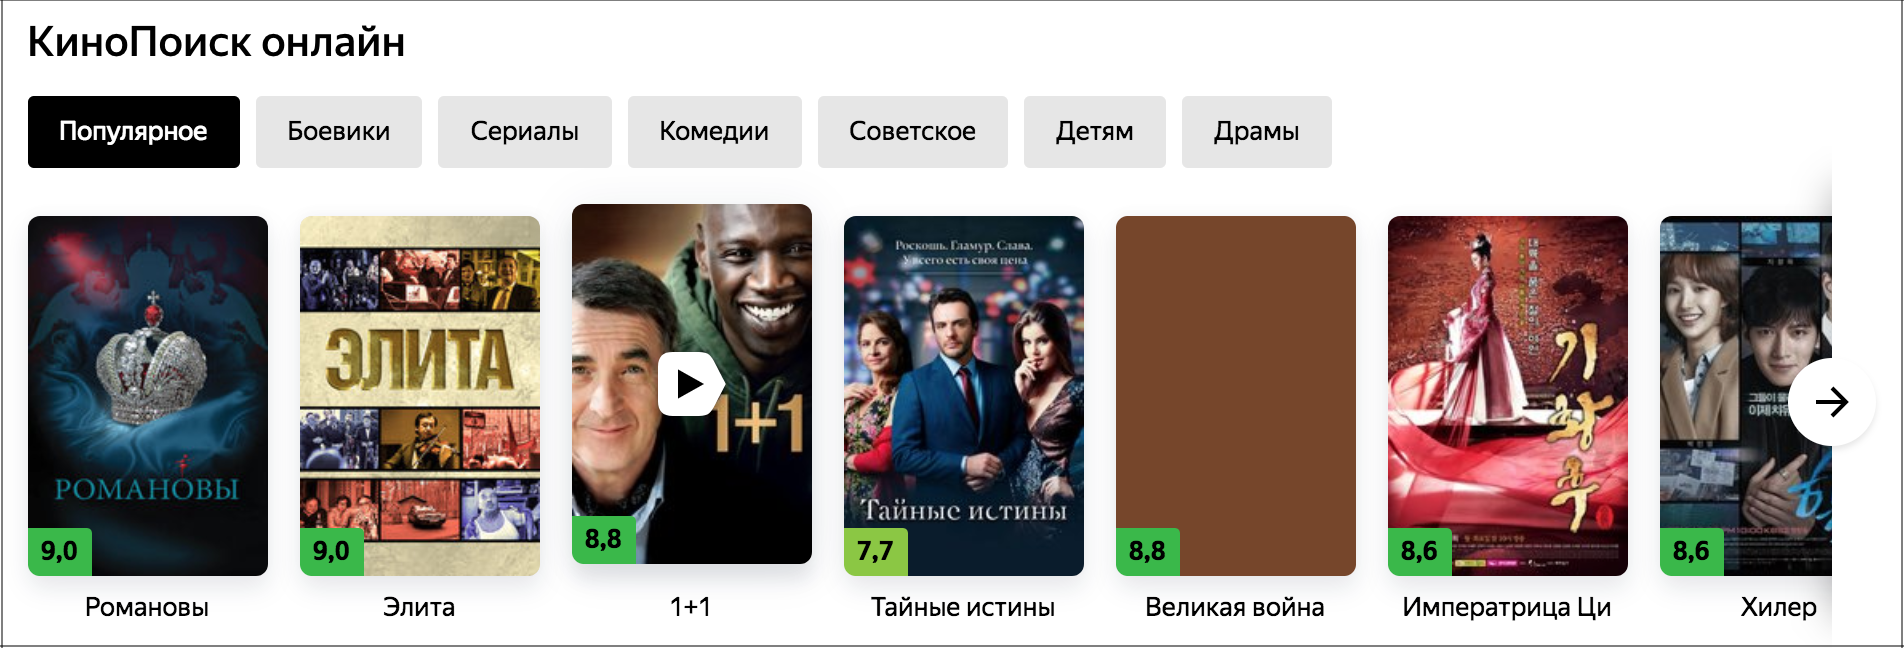 КиноПоиск онлайн
Популярное
Боевики
Сериалы
Комедии
Советское
Детям
Драмы
РОМАНОВЫ
9,0
ЭЛИТА
9,0
1+1
8,8
Роскошь. Гламур. Слава.
У всего есть своя цена
Тайные истины
7,7
8,8
기황후
8,6
8,6
Романовы
Элита
1+1
Тайные истины
Великая война
Императрица Ци
Хилер